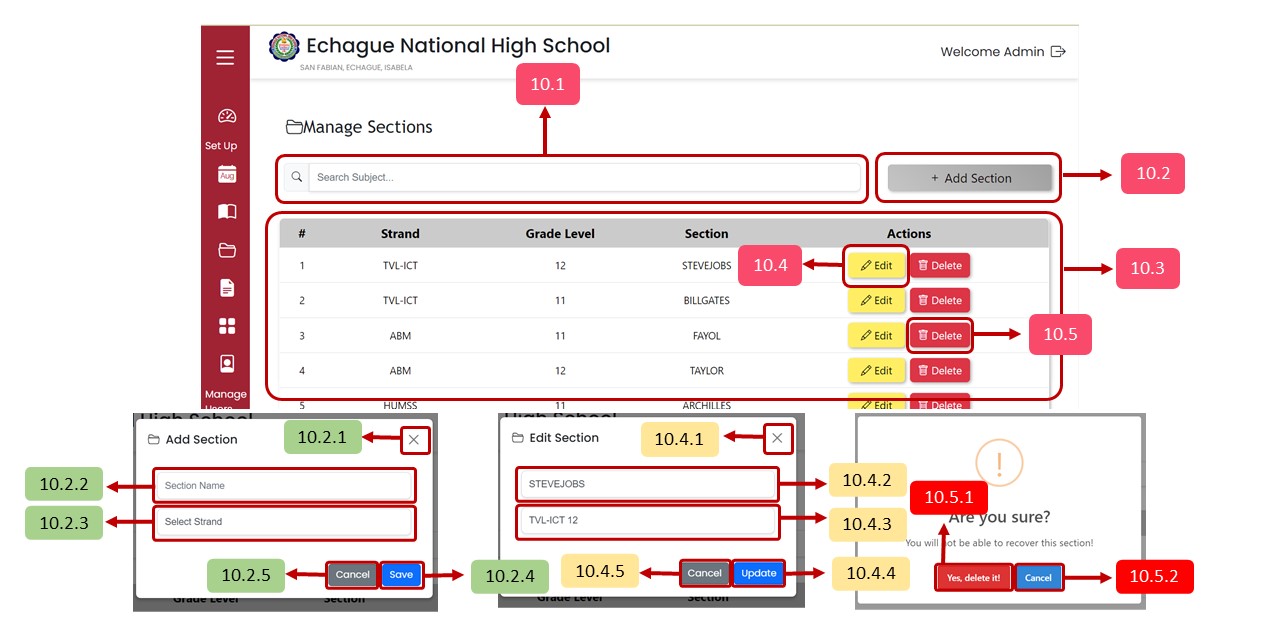 Echague National High School
SAN FABIAN, ECHAGUE, ISABELA
Welcome Admin
10.1
Set Up
Aug
Manage Sections
Search Subject...
+ Add Section
10.2
# Strand Grade Level Section Actions
1 TVL-ICT 12 STEVEJOBS 10.4 Edit Delete
10.3
2 TVL-ICT 11 BILLGATES Edit Delete
3 ABM 11 FAYOL Edit Delete
10.5
4 ABM 12 TAYLOR Edit Delete
Manage
Users
5 HUMSS 11 ARCHILLES Edit Delete
High School
Add Section
10.2.1
10.2.2
Section Name
10.2.3
Select Strand
10.2.5
Cancel
Save
10.2.4
Grade Level Section
High School
Edit Section
10.4.1
STEVEJOBS
10.4.2
TVL-ICT 12
10.4.3
10.4.5
Cancel
Update
10.4.4
Grade Level Section
!
10.5.1
Are you sure?
You will not be able to recover this section!
Yes, delete it!
Cancel
10.5.2